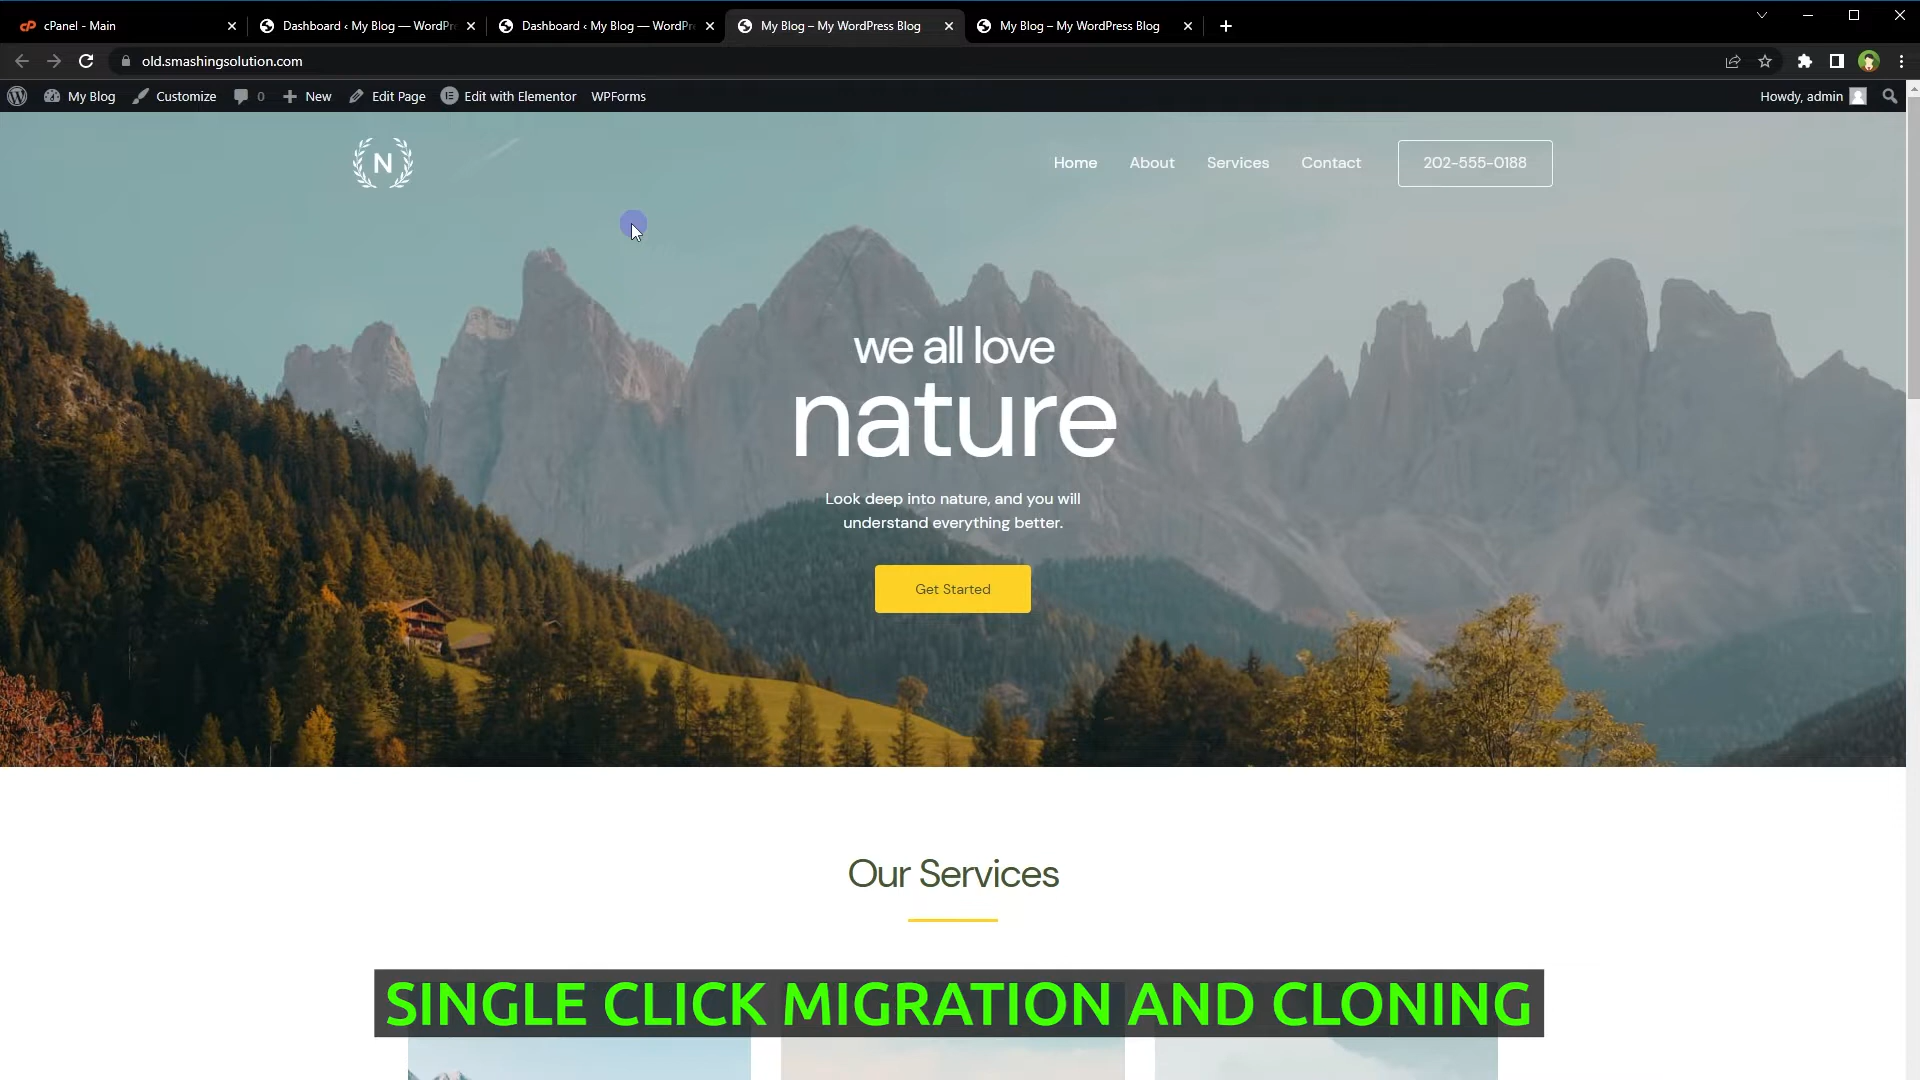 cPanel - Main
Dashboard ‹ My Blog — WordPr
Dashboard ‹ My Blog — WordPr
My Blog – My WordPress Blog
My Blog – My WordPress Blog
old.smashingsolution.com
My Blog
Customize
0
New
Edit Page
Edit with Elementor
WPForms
Howdy, admin
N
Home
About
Services
Contact
202-555-0188
we all love
nature
Look deep into nature, and you will
understand everything better.
Get Started
Our Services
SINGLE CLICK MIGRATION AND CLONING